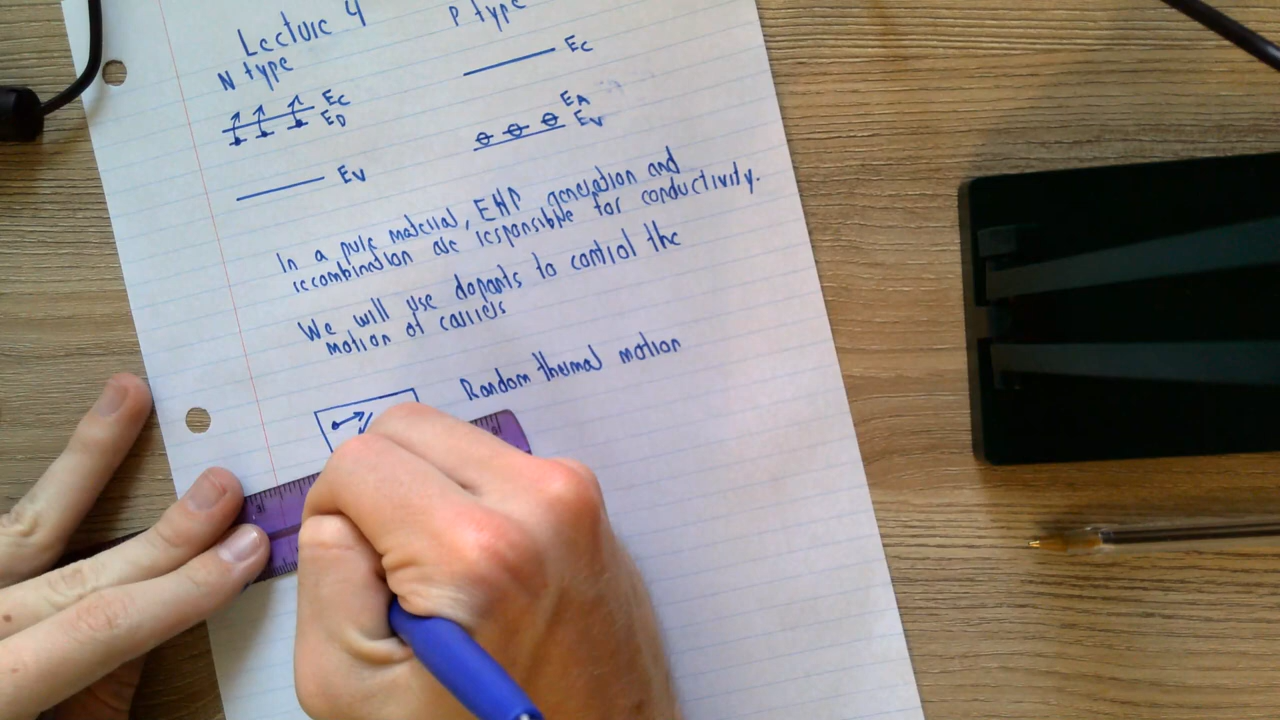 Lecture 4
N type
P type
Ec
ED
Ev
Ec
EA
Ev
In a pure material, EHP generation and
recombination are responsible for conductivity.
We will use dopants to control the
motion of carriers
Random thermal motion